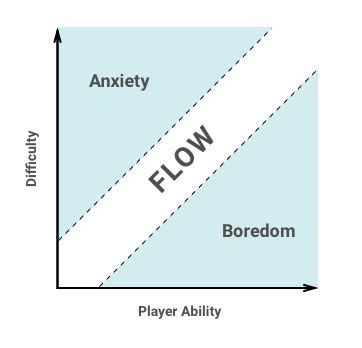 Anxiety
FLOW
Difficulty
Boredom
Player Ability